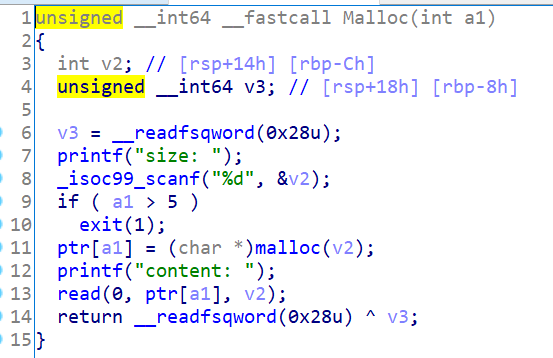 1 unsigned __int64 __fastcall Malloc(int a1)
2 {
3 int v2; // [rsp+14h] [rbp-Ch]
4 unsigned __int64 v3; // [rsp+18h] [rbp-8h]
5
6 v3 = __readfsqword(0x28u);
7 printf("size: ");
8 _isoc99_scanf("%d", &v2);
9 if ( a1 > 5 )
10 exit(1);
11 ptr[a1] = (char *)malloc(v2);
12 printf("content: ");
13 read(0, ptr[a1], v2);
14 return __readfsqword(0x28u) ^ v3;
15 }